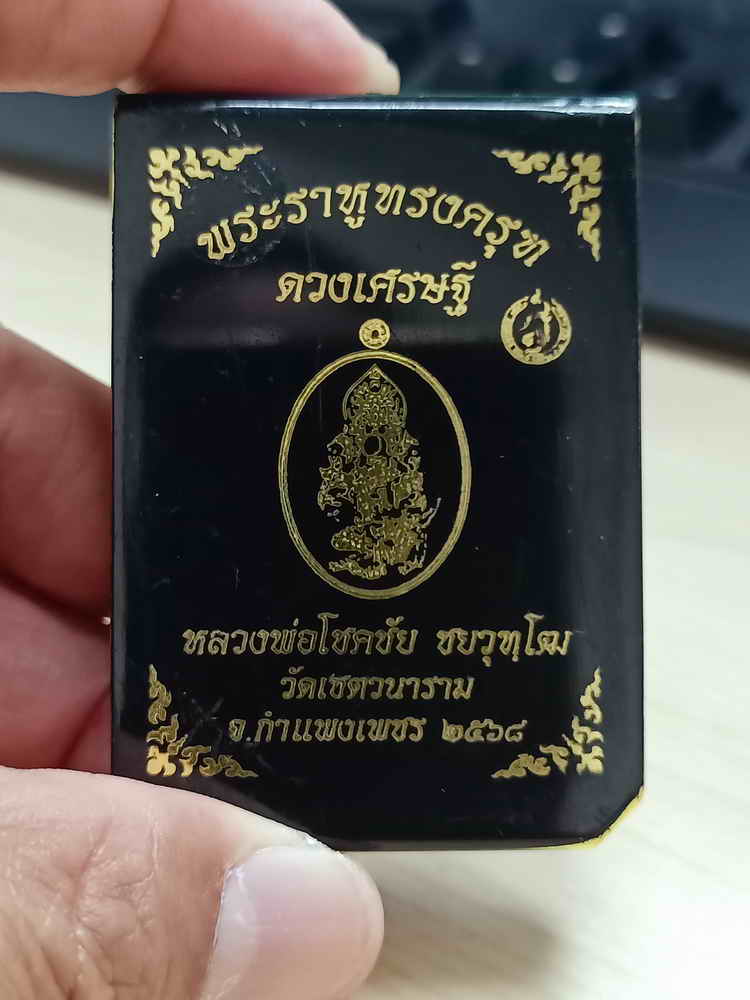 พระราหูทรงครุฑ
ดวงเศรษฐี
หลวงพ่อโชคชัย ชยวุฑฺโฒ
วัดเชตวนาราม
จ.กำแพงเพชร ๒๕๖๘